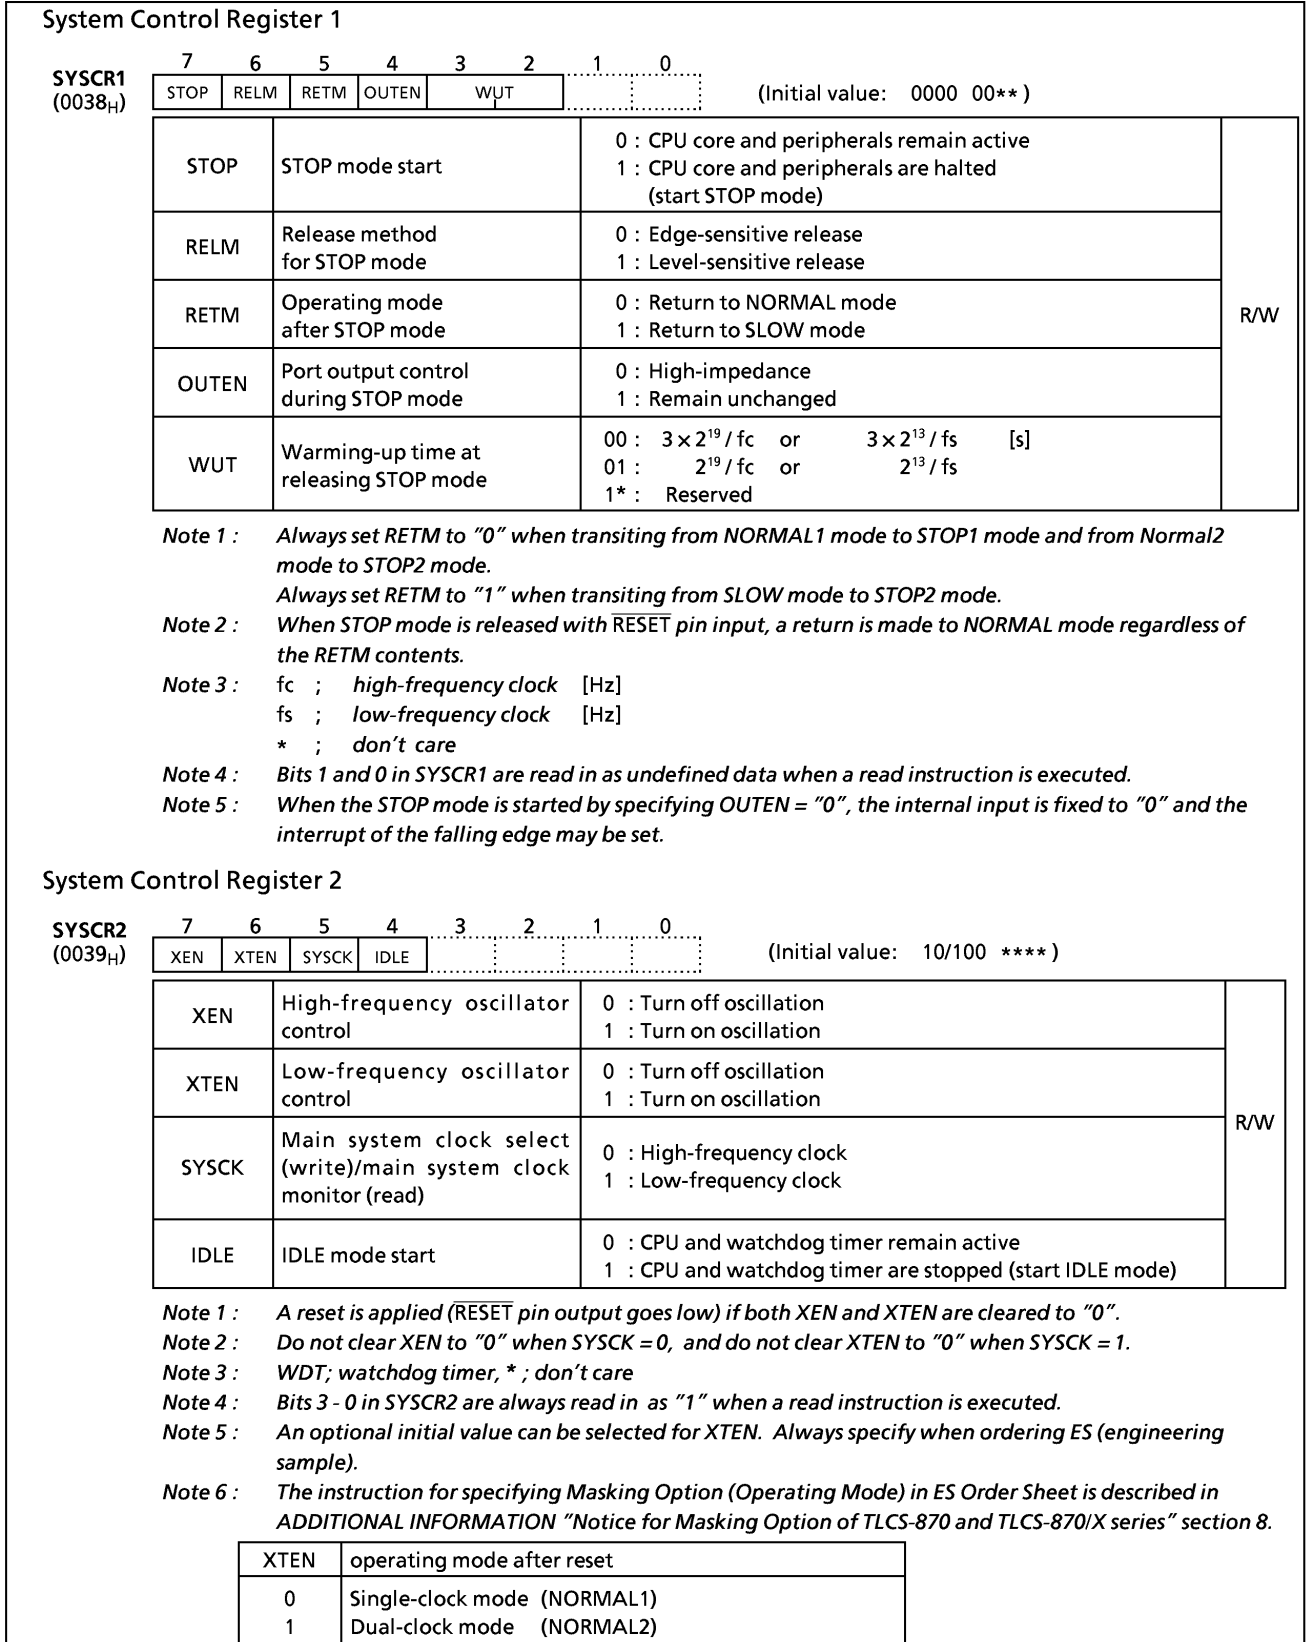 System Control Register 1
7 6 5 4 3 2 1 0
SYSCR1
(0038H)
STOP RELM RETM OUTEN WUT
(Initial value: 0000 00**)
STOP
STOP mode start
0 : CPU core and peripherals remain active
1 : CPU core and peripherals are halted
(start STOP mode)
R/W
RELM
Release method
for STOP mode
0 : Edge-sensitive release
1 : Level-sensitive release
RETM
Operating mode
after STOP mode
0 : Return to NORMAL mode
1 : Return to SLOW mode
OUTEN
Port output control
during STOP mode
0 : High-impedance
1 : Remain unchanged
WUT
Warming-up time at
releasing STOP mode
00 : 3 × 2¹⁹ / fc or 3 × 2¹³ / fs [s]
01 : 2¹⁹ / fc or 2¹³ / fs
1* : Reserved
Note 1 : Always set RETM to "0" when transiting from NORMAL1 mode to STOP1 mode and from Normal2
mode to STOP2 mode.
Always set RETM to "1" when transiting from SLOW mode to STOP2 mode.
Note 2 : When STOP mode is released with RESET pin input, a return is made to NORMAL mode regardless of
the RETM contents.
Note 3 : fc ; high-frequency clock [Hz]
fs ; low-frequency clock [Hz]
* ; don't care
Note 4 : Bits 1 and 0 in SYSCR1 are read in as undefined data when a read instruction is executed.
Note 5 : When the STOP mode is started by specifying OUTEN = "0", the internal input is fixed to "0" and the
interrupt of the falling edge may be set.
System Control Register 2
7 6 5 4 3 2 1 0
SYSCR2
(0039H)
XEN XTEN SYSCK IDLE
(Initial value: 10/100 ****)
XEN
High-frequency oscillator
control
0 : Turn off oscillation
1 : Turn on oscillation
R/W
XTEN
Low-frequency oscillator
control
0 : Turn off oscillation
1 : Turn on oscillation
SYSCK
Main system clock select
(write)/main system clock
monitor (read)
0 : High-frequency clock
1 : Low-frequency clock
IDLE
IDLE mode start
0 : CPU and watchdog timer remain active
1 : CPU and watchdog timer are stopped (start IDLE mode)
Note 1 : A reset is applied (RESET pin output goes low) if both XEN and XTEN are cleared to "0".
Note 2 : Do not clear XEN to "0" when SYSCK = 0, and do not clear XTEN to "0" when SYSCK = 1.
Note 3 : WDT; watchdog timer, * ; don't care
Note 4 : Bits 3 - 0 in SYSCR2 are always read in as "1" when a read instruction is executed.
Note 5 : An optional initial value can be selected for XTEN. Always specify when ordering ES (engineering
sample).
Note 6 : The instruction for specifying Masking Option (Operating Mode) in ES Order Sheet is described in
ADDITIONAL INFORMATION "Notice for Masking Option of TLCS-870 and TLCS-870/X series" section 8.
XTEN operating mode after reset
0 Single-clock mode (NORMAL1)
1 Dual-clock mode (NORMAL2)